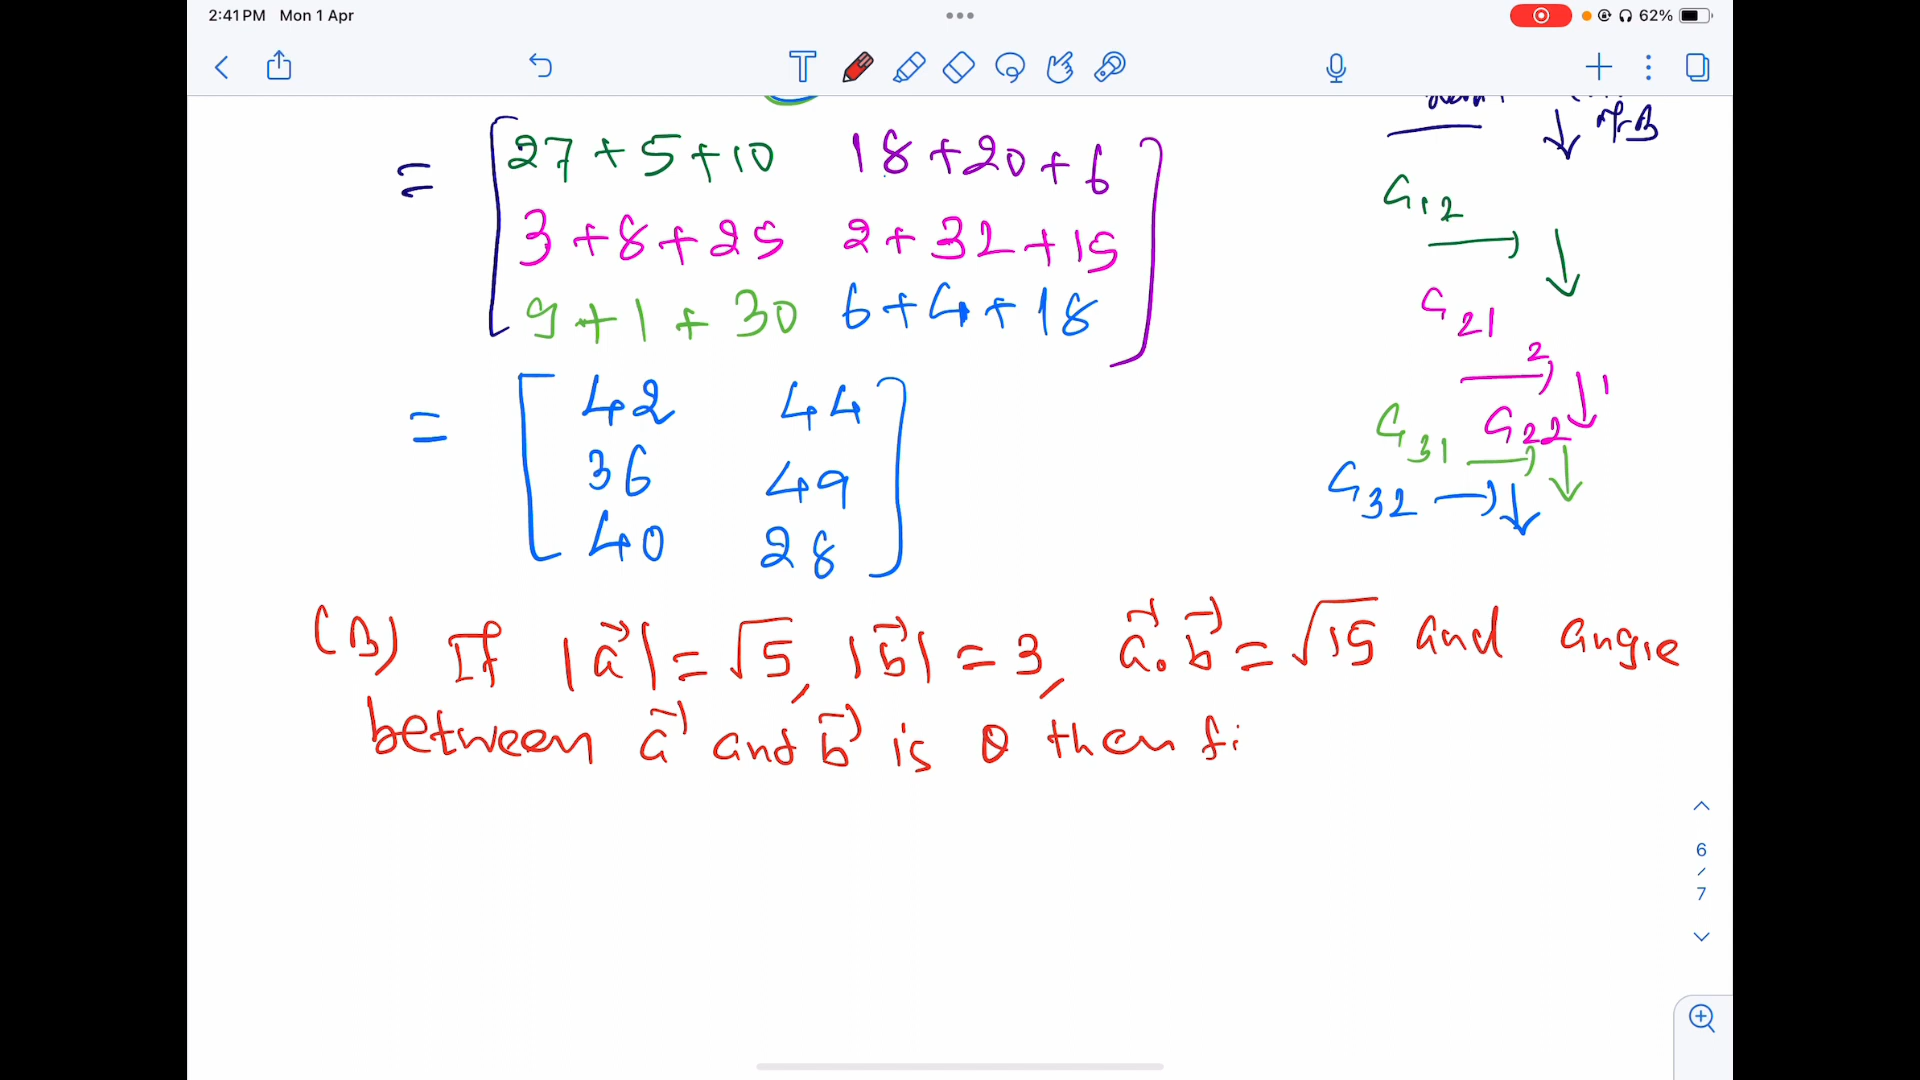 2:41 PM Mon 1 Apr
62%
= [27+5+10 18+20+6
3+8+25 2+32+15
9+1+30 6+4+18]
= [42 44
36 49
40 28]
C12
C21
2
1
C31 C22
C32
(B) If |a⃗| = √5, |b⃗| = 3, a⃗.b⃗ = √15 and angle
between a⃗ and b⃗ is θ then fi
6
/
7